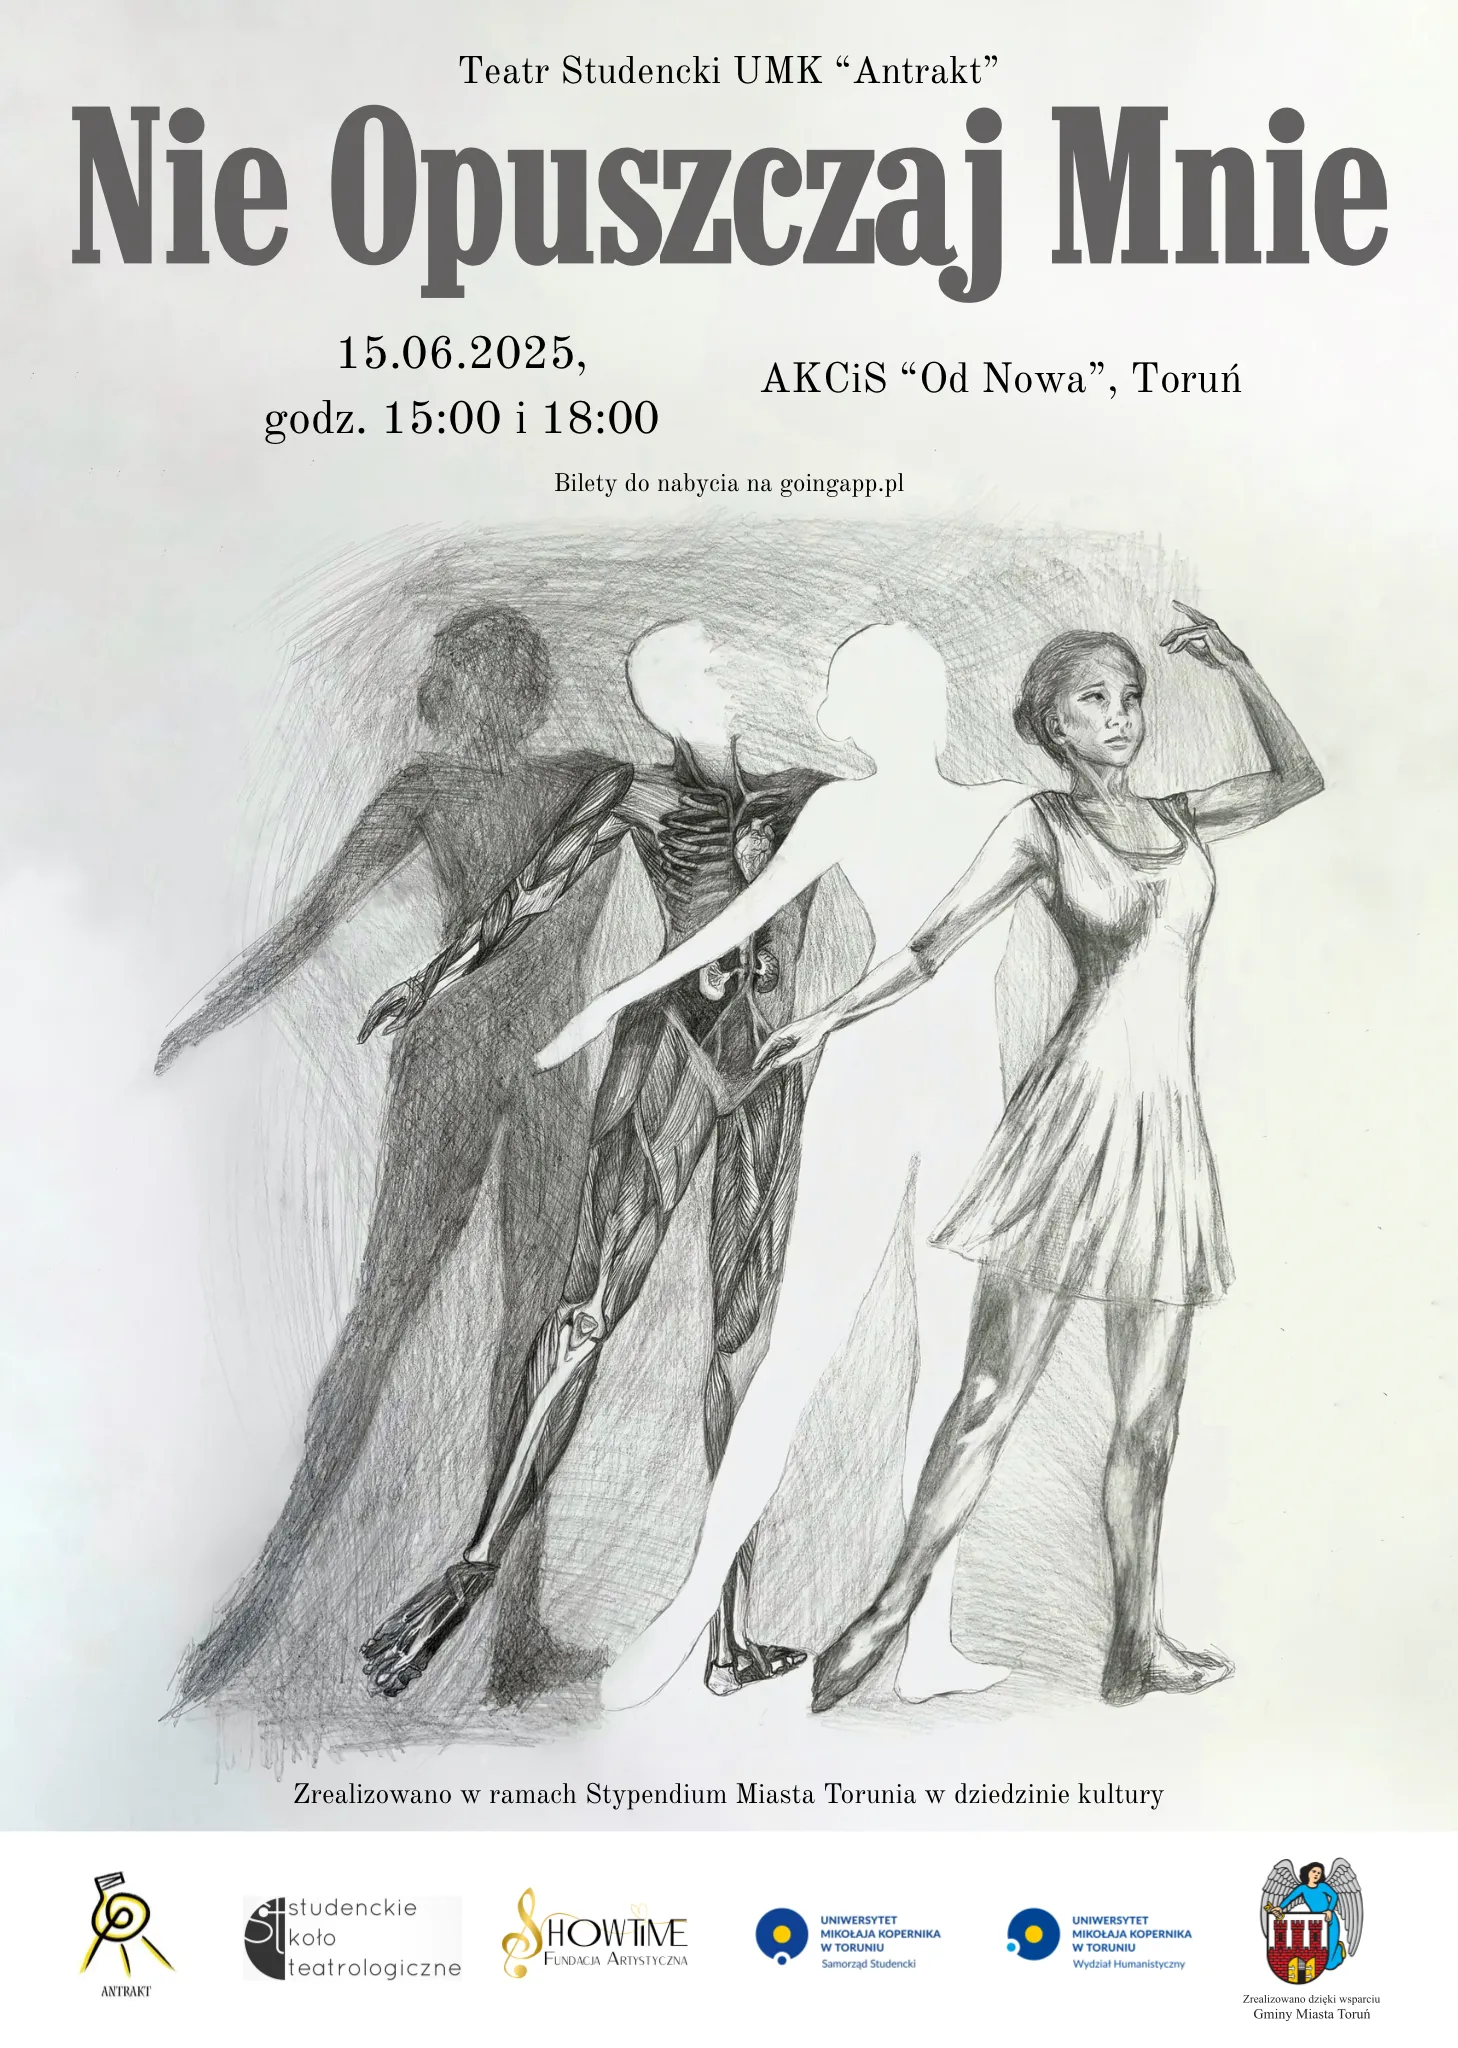 Teatr Studencki UMK “Antrakt”
Nie Opuszczaj Mnie
15.06.2025,
godz. 15:00 i 18:00
AKCiS “Od Nowa”, Toruń
Bilety do nabycia na goingapp.pl
Zrealizowano w ramach Stypendium Miasta Torunia w dziedzinie kultury
ANTRAKT
studenckie
koło
teatrologiczne
SHOWTIME
FUNDACJA ARTYSTYCZNA
UNIWERSYTET
MIKOŁAJA KOPERNIKA
W TORUNIU
Samorząd Studencki
UNIWERSYTET
MIKOŁAJA KOPERNIKA
W TORUNIU
Wydział Humanistyczny
Zrealizowano dzięki wsparciu
Gminy Miasta Toruń